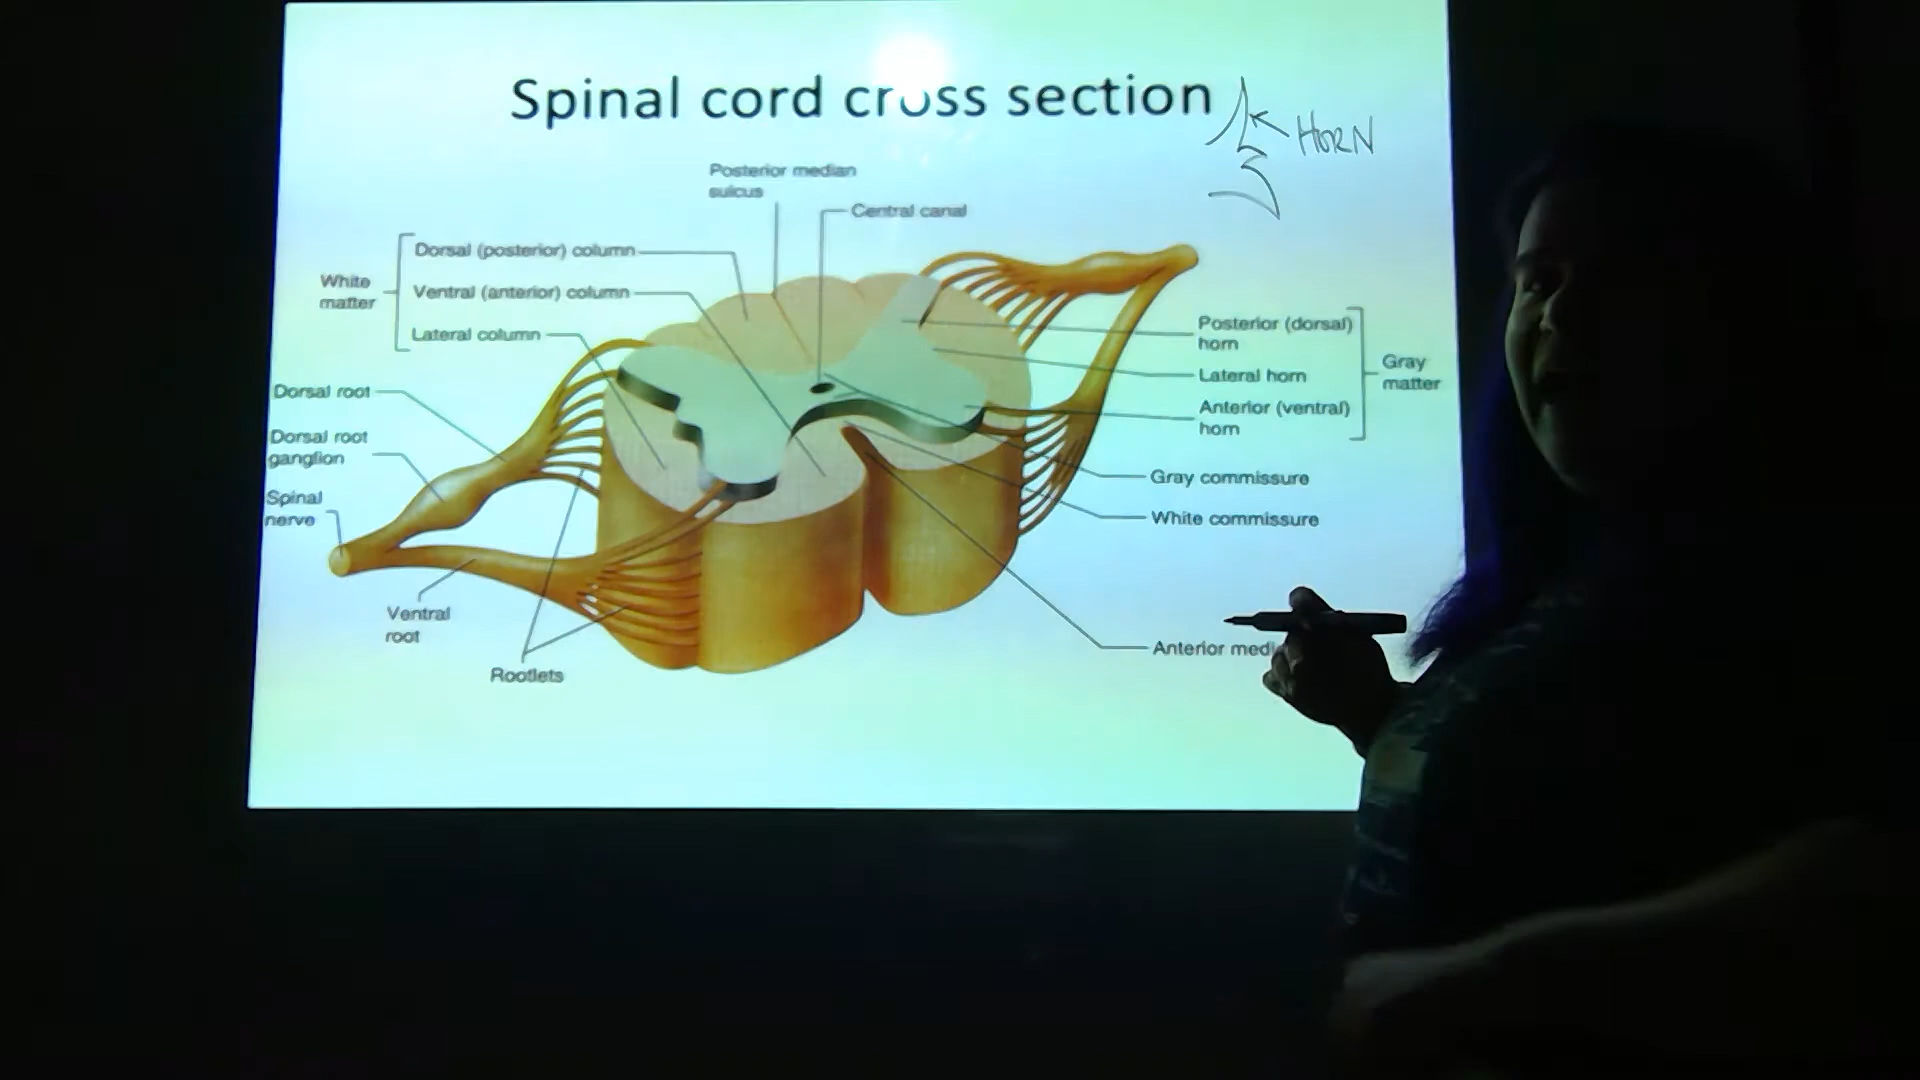 Spinal cord cross section
HORN
Posterior median
sulcus
Central canal
Dorsal (posterior) column
White
matter
Ventral (anterior) column
Lateral column
Posterior (dorsal)
horn
Gray
matter
Lateral horn
Anterior (ventral)
horn
Dorsal root
Dorsal root
ganglion
Spinal
nerve
Gray commissure
White commissure
Ventral
root
Rootlets
Anterior